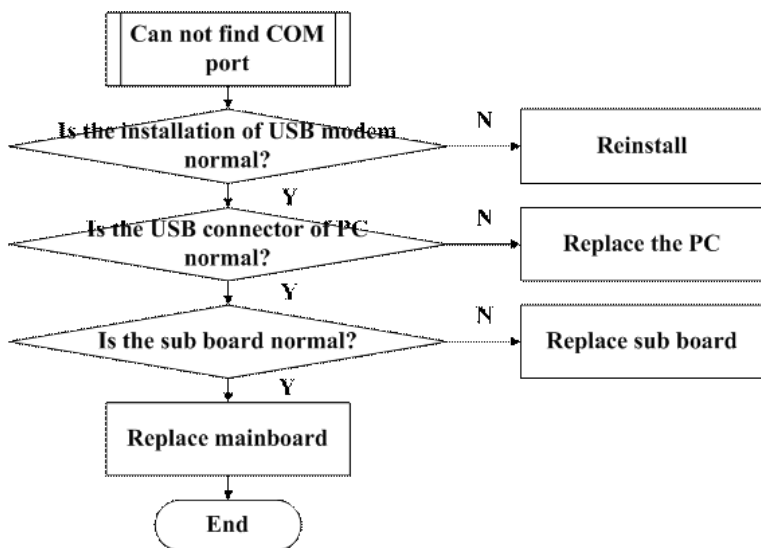 Can not find COM
port
Is the installation of USB modem
normal?
N
Reinstall
Y
Is the USB connector of PC
normal?
N
Replace the PC
Y
Is the sub board normal?
N
Replace sub board
Y
Replace mainboard
End